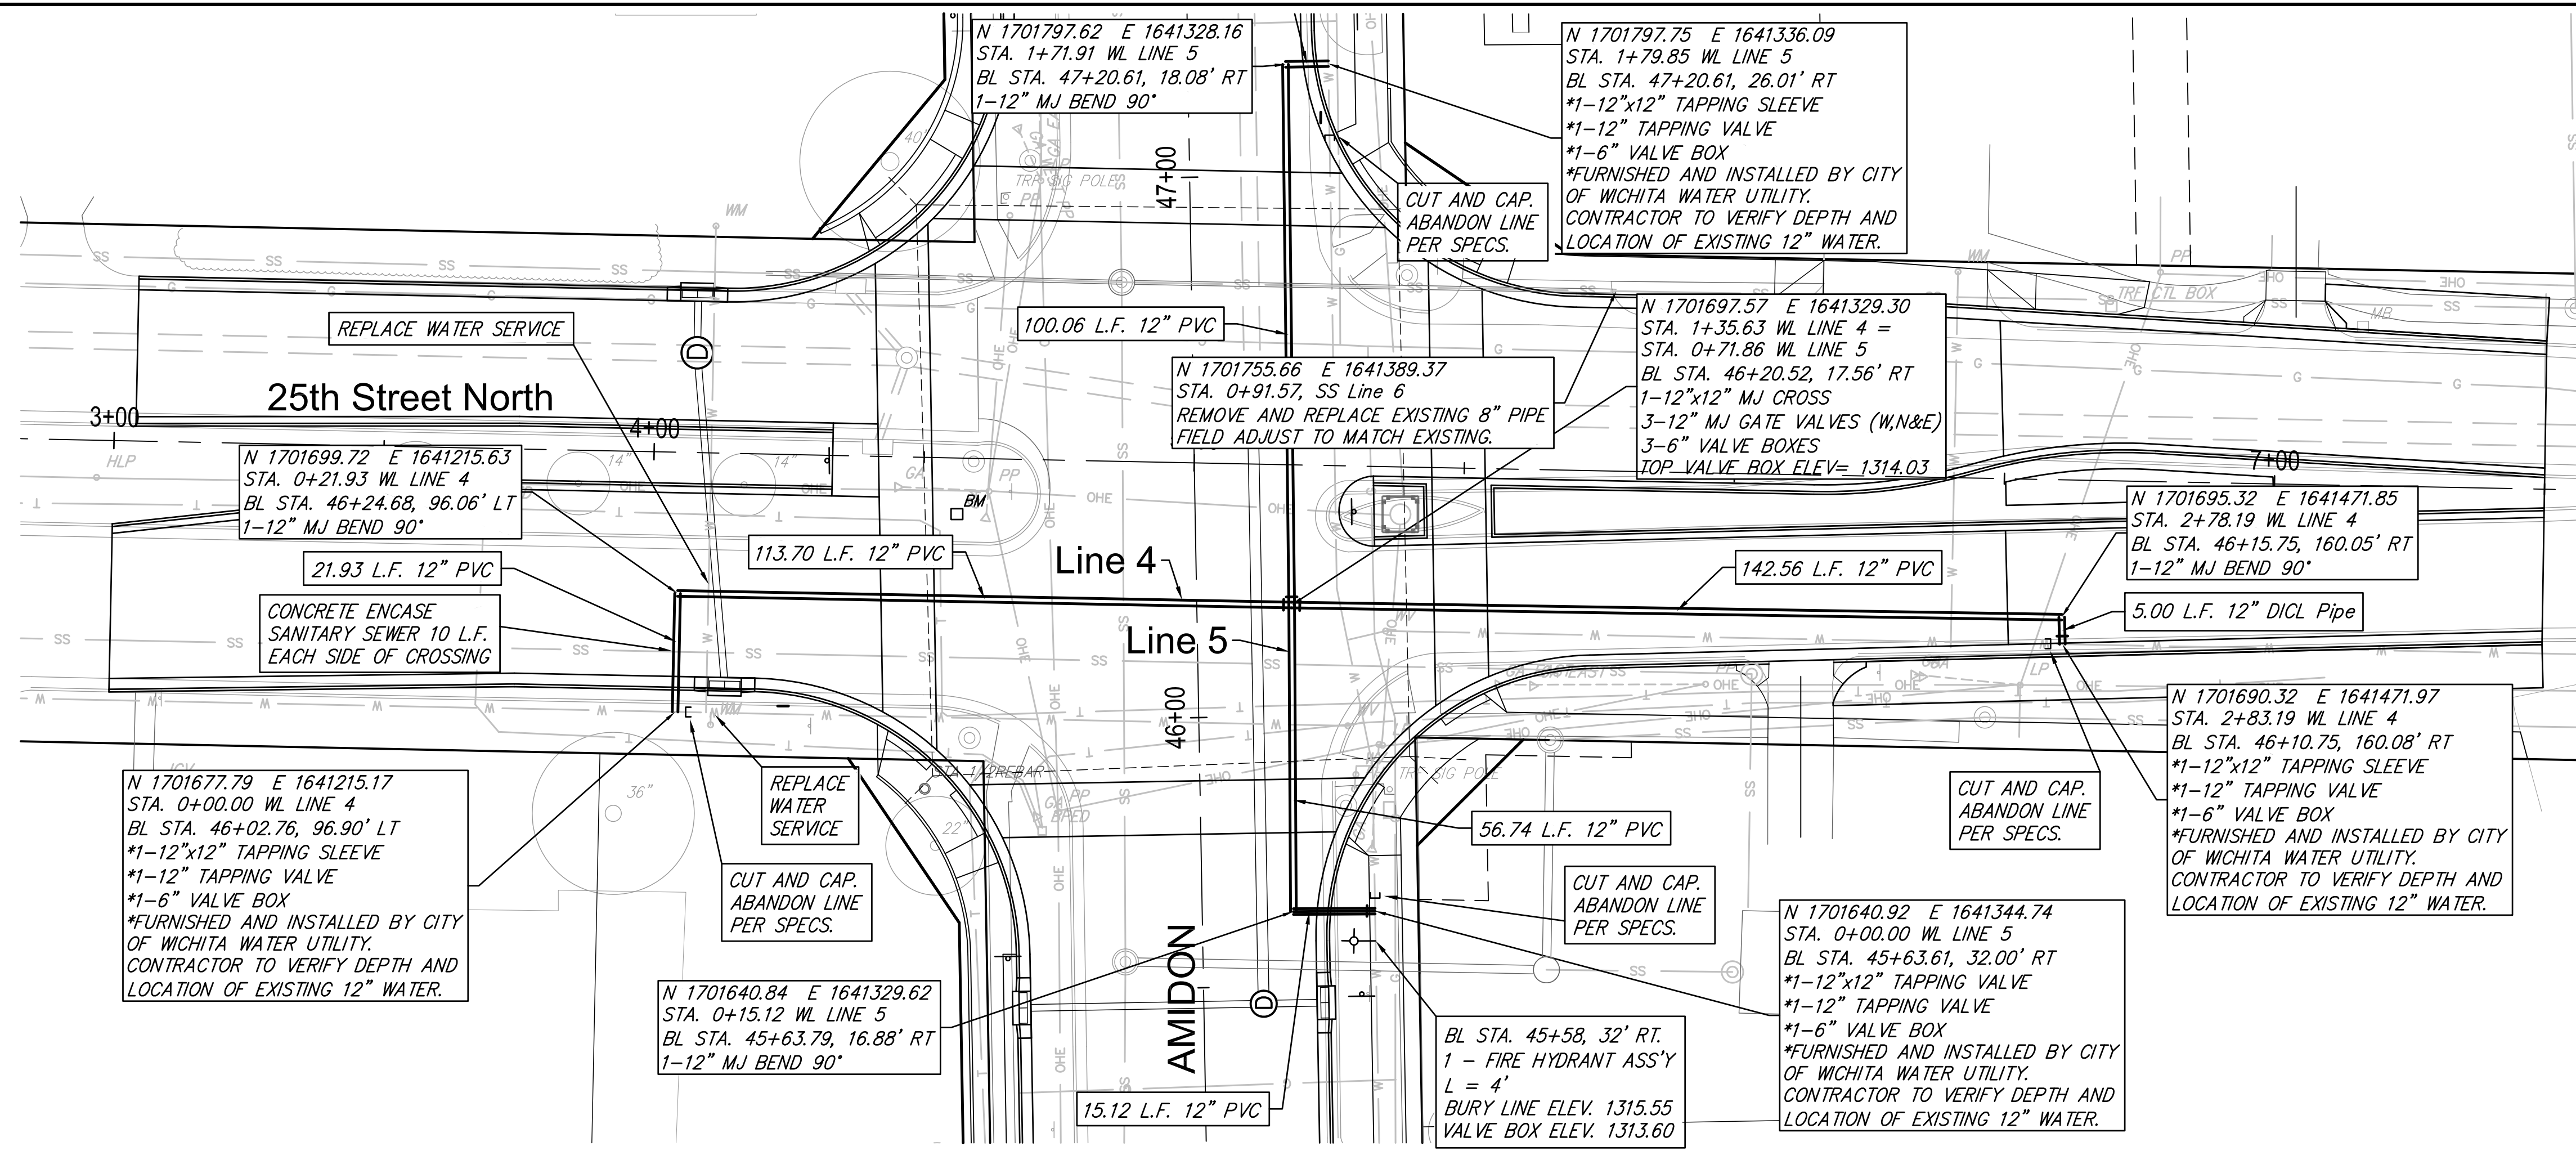 N 1701797.62 E 1641328.16
STA. 1+71.91 WL LINE 5
BL STA. 47+20.61, 18.08' RT
1-12" MJ BEND 90°
N 1701797.75 E 1641336.09
STA. 1+79.85 WL LINE 5
BL STA. 47+20.61, 26.01' RT
*1-12"x12" TAPPING SLEEVE
*1-12" TAPPING VALVE
*1-6" VALVE BOX
*FURNISHED AND INSTALLED BY CITY
OF WICHITA WATER UTILITY.
CONTRACTOR TO VERIFY DEPTH AND
LOCATION OF EXISTING 12" WATER.
CUT AND CAP.
ABANDON LINE
PER SPECS.
47+00
40'
TRF SIG POLE
WM
WM
PP
TRF CTL BOX
MB
REPLACE WATER SERVICE
100.06 L.F. 12" PVC
N 1701697.57 E 1641329.30
STA. 1+35.63 WL LINE 4 =
STA. 0+71.86 WL LINE 5
BL STA. 46+20.52, 17.56' RT
1-12"x12" MJ CROSS
3-12" MJ GATE VALVES (W,N&E)
3-6" VALVE BOXES
TOP VALVE BOX ELEV= 1314.03
N 1701755.66 E 1641389.37
STA. 0+91.57, SS Line 6
REMOVE AND REPLACE EXISTING 8" PIPE
FIELD ADJUST TO MATCH EXISTING.
25th Street North
3+00
4+00
7+00
HLP
14"
14"
GA
PP
BM
N 1701699.72 E 1641215.63
STA. 0+21.93 WL LINE 4
BL STA. 46+24.68, 96.06' LT
1-12" MJ BEND 90°
N 1701695.32 E 1641471.85
STA. 2+78.19 WL LINE 4
BL STA. 46+15.75, 160.05' RT
1-12" MJ BEND 90°
21.93 L.F. 12" PVC
113.70 L.F. 12" PVC
Line 4
142.56 L.F. 12" PVC
5.00 L.F. 12" DICL Pipe
CONCRETE ENCASE
SANITARY SEWER 10 L.F.
EACH SIDE OF CROSSING
Line 5
46+00
WM
LP
N 1701690.32 E 1641471.97
STA. 2+83.19 WL LINE 4
BL STA. 46+10.75, 160.08' RT
*1-12"x12" TAPPING SLEEVE
*1-12" TAPPING VALVE
*1-6" VALVE BOX
*FURNISHED AND INSTALLED BY CITY
OF WICHITA WATER UTILITY.
CONTRACTOR TO VERIFY DEPTH AND
LOCATION OF EXISTING 12" WATER.
N 1701677.79 E 1641215.17
STA. 0+00.00 WL LINE 4
BL STA. 46+02.76, 96.90' LT
*1-12"x12" TAPPING SLEEVE
*1-12" TAPPING VALVE
*1-6" VALVE BOX
*FURNISHED AND INSTALLED BY CITY
OF WICHITA WATER UTILITY.
CONTRACTOR TO VERIFY DEPTH AND
LOCATION OF EXISTING 12" WATER.
36"
REPLACE
WATER
SERVICE
22"
TRF SIG POLE
CUT AND CAP.
ABANDON LINE
PER SPECS.
56.74 L.F. 12" PVC
CUT AND CAP.
ABANDON LINE
PER SPECS.
CUT AND CAP.
ABANDON LINE
PER SPECS.
N 1701640.92 E 1641344.74
STA. 0+00.00 WL LINE 5
BL STA. 45+63.61, 32.00' RT
*1-12"x12" TAPPING VALVE
*1-12" TAPPING VALVE
*1-6" VALVE BOX
*FURNISHED AND INSTALLED BY CITY
OF WICHITA WATER UTILITY.
CONTRACTOR TO VERIFY DEPTH AND
LOCATION OF EXISTING 12" WATER.
N 1701640.84 E 1641329.62
STA. 0+15.12 WL LINE 5
BL STA. 45+63.79, 16.88' RT
1-12" MJ BEND 90°
AMIDON
15.12 L.F. 12" PVC
BL STA. 45+58, 32' RT.
1 - FIRE HYDRANT ASS'Y
L = 4'
BURY LINE ELEV. 1315.55
VALVE BOX ELEV. 1313.60